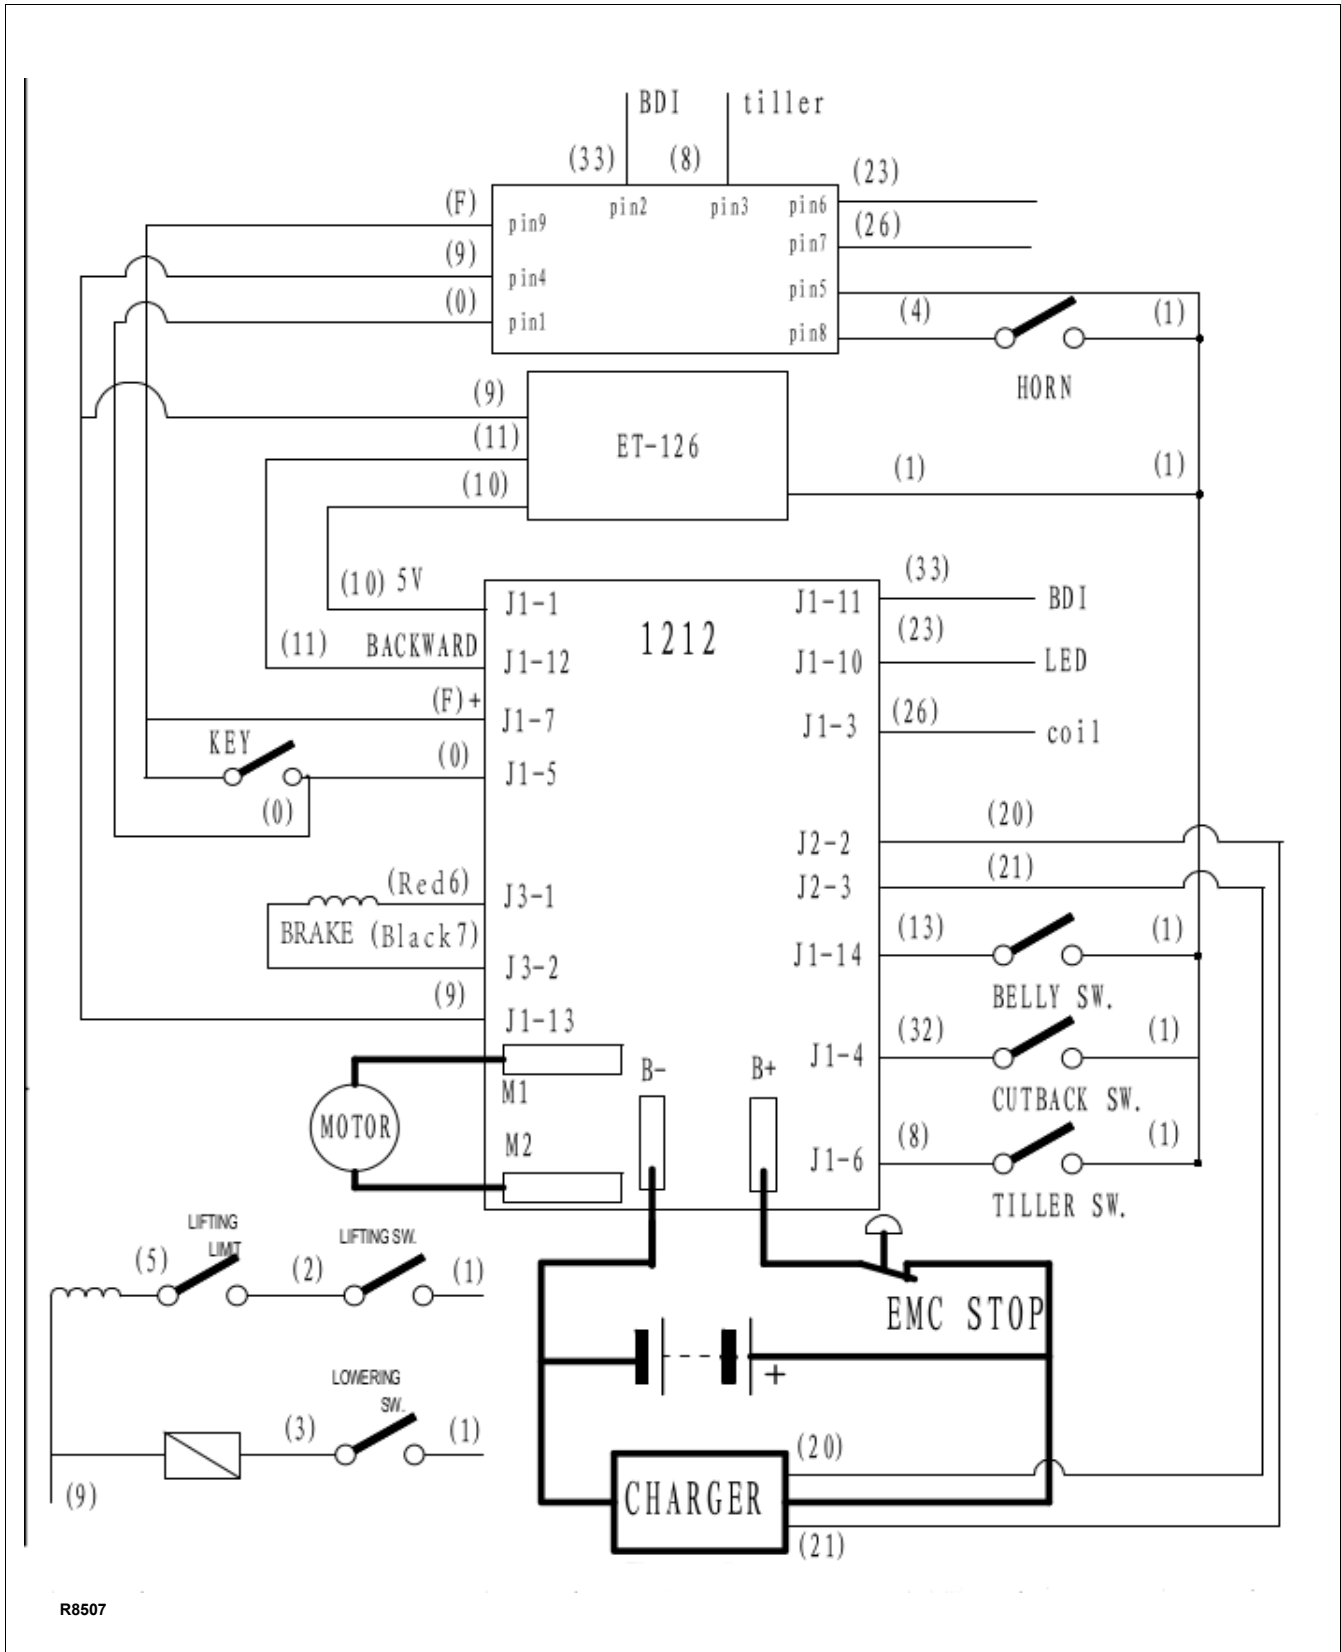 BDI tiller
(33) (8) (23)
(F) pin9 pin2 pin3 pin6
(26)
pin7
(9) pin4
pin5
(0) pin1
(4) (1)
pin8
HORN
(9)
(11) ET-126
(10) (1) (1)
(10) 5V J1-1 1212 J1-11 (33) BDI
(11) BACKWARD J1-12 J1-10 (23) LED
(F)+ J1-7 J1-3 (26) coil
KEY (0) J1-5
(0)
J2-2 (20)
(Red6) J3-1 J2-3 (21)
BRAKE (Black7) J3-2 J1-14 (13) (1)
BELLY SW.
(9) J1-13
J1-4 (32) (1)
CUTBACK SW.
M1 B- B+
MOTOR
M2 J1-6 (8) (1)
TILLER SW.
LIFTING
LIMIT
LIFTING SW.
(5) (2) (1)
EMC STOP
+
LOWERING
SW.
(3) (1)
(9)
CHARGER (20)
(21)
R8507